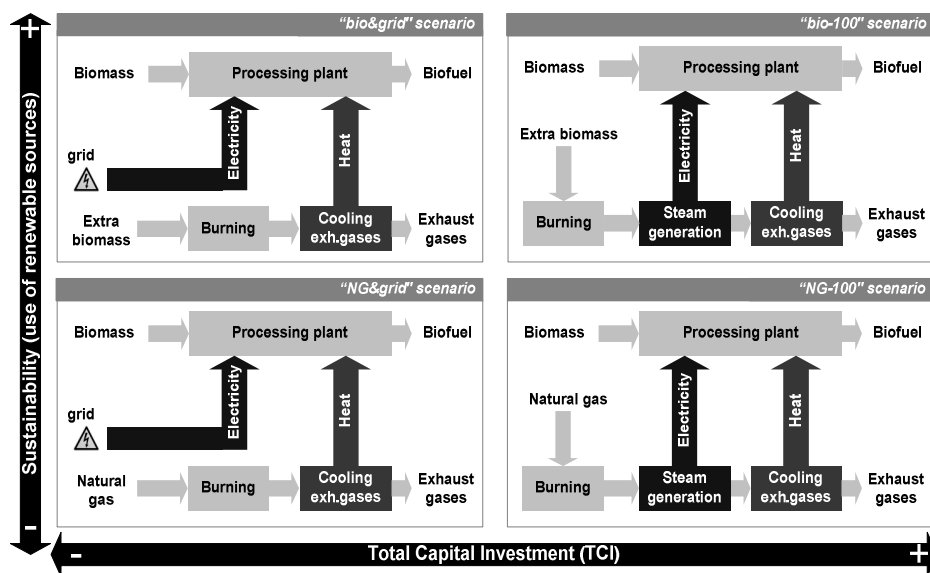 +
Sustainability (use of renewable sources)
-
“bio&grid" scenario
Biomass
Processing plant
Biofuel
Electricity
Heat
grid
Extra
biomass
Burning
Cooling
exh.gases
Exhaust
gases
“bio-100" scenario
Biomass
Processing plant
Biofuel
Extra biomass
Electricity
Heat
Burning
Steam
generation
Cooling
exh.gases
Exhaust
gases
“NG&grid" scenario
Biomass
Processing plant
Biofuel
Electricity
Heat
grid
Natural
gas
Burning
Cooling
exh.gases
Exhaust
gases
“NG-100" scenario
Biomass
Processing plant
Biofuel
Natural gas
Electricity
Heat
Burning
Steam
generation
Cooling
exh.gases
Exhaust
gases
- Total Capital Investment (TCI) +